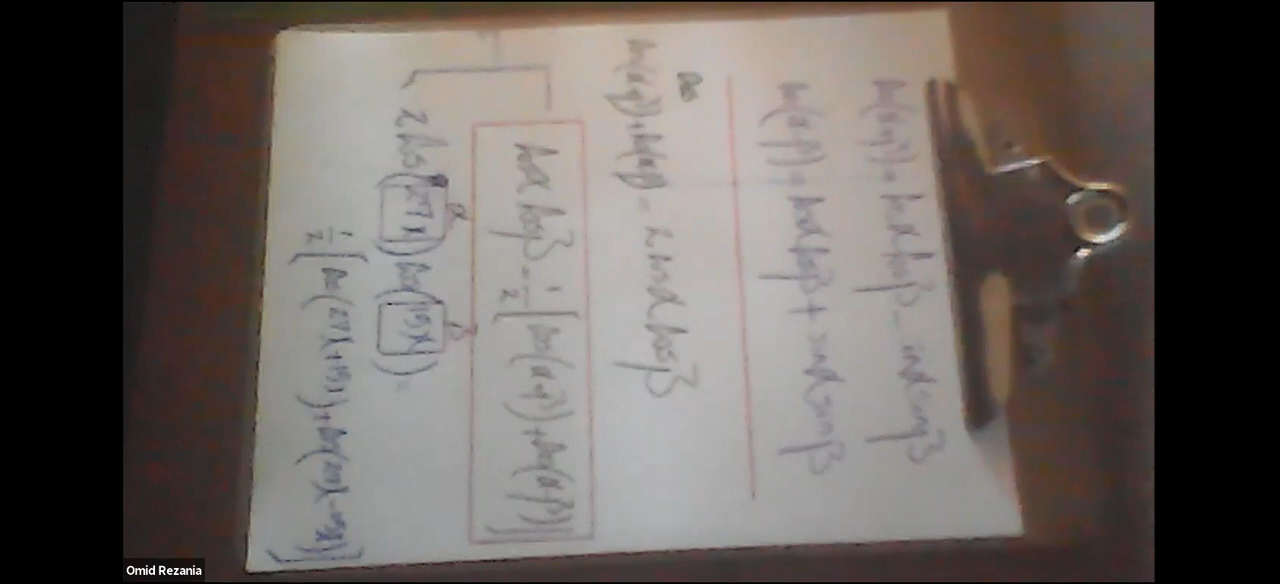 cos(α+β) = cosα cosβ − sinα sinβ
cos(α−β) = cosα cosβ + sinα sinβ
cos(α+β) + cos(α−β) = 2 cosα cosβ
cosα cosβ = 1/2 [cos(α+β) + cos(α−β)]
α β
2 cos(27x) cos(15x) =
1/2 [cos(27x+15x) + cos(27x−15x)]
Omid Rezania